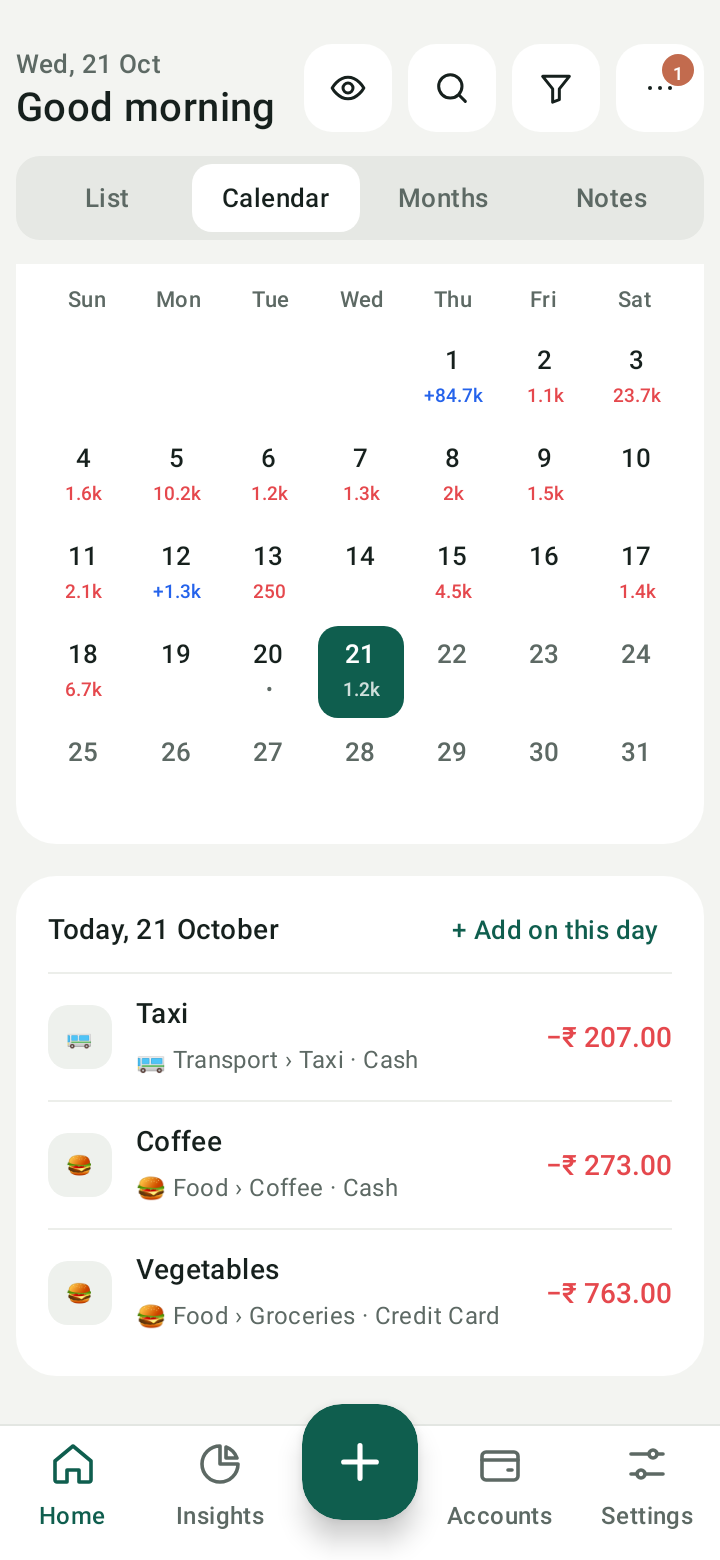 Wed, 21 Oct
Good morning
1
List Calendar Months Notes
Sun Mon Tue Wed Thu Fri Sat
1 2 3
+84.7k 1.1k 23.7k
4 5 6 7 8 9 10
1.6k 10.2k 1.2k 1.3k 2k 1.5k
11 12 13 14 15 16 17
2.1k +1.3k 250 4.5k 1.4k
18 19 20 21 22 23 24
6.7k • 1.2k
25 26 27 28 29 30 31
Today, 21 October + Add on this day
Taxi
Transport › Taxi · Cash
−₹ 207.00
Coffee
Food › Coffee · Cash
−₹ 273.00
Vegetables
Food › Groceries · Credit Card
−₹ 763.00
Home Insights Accounts Settings